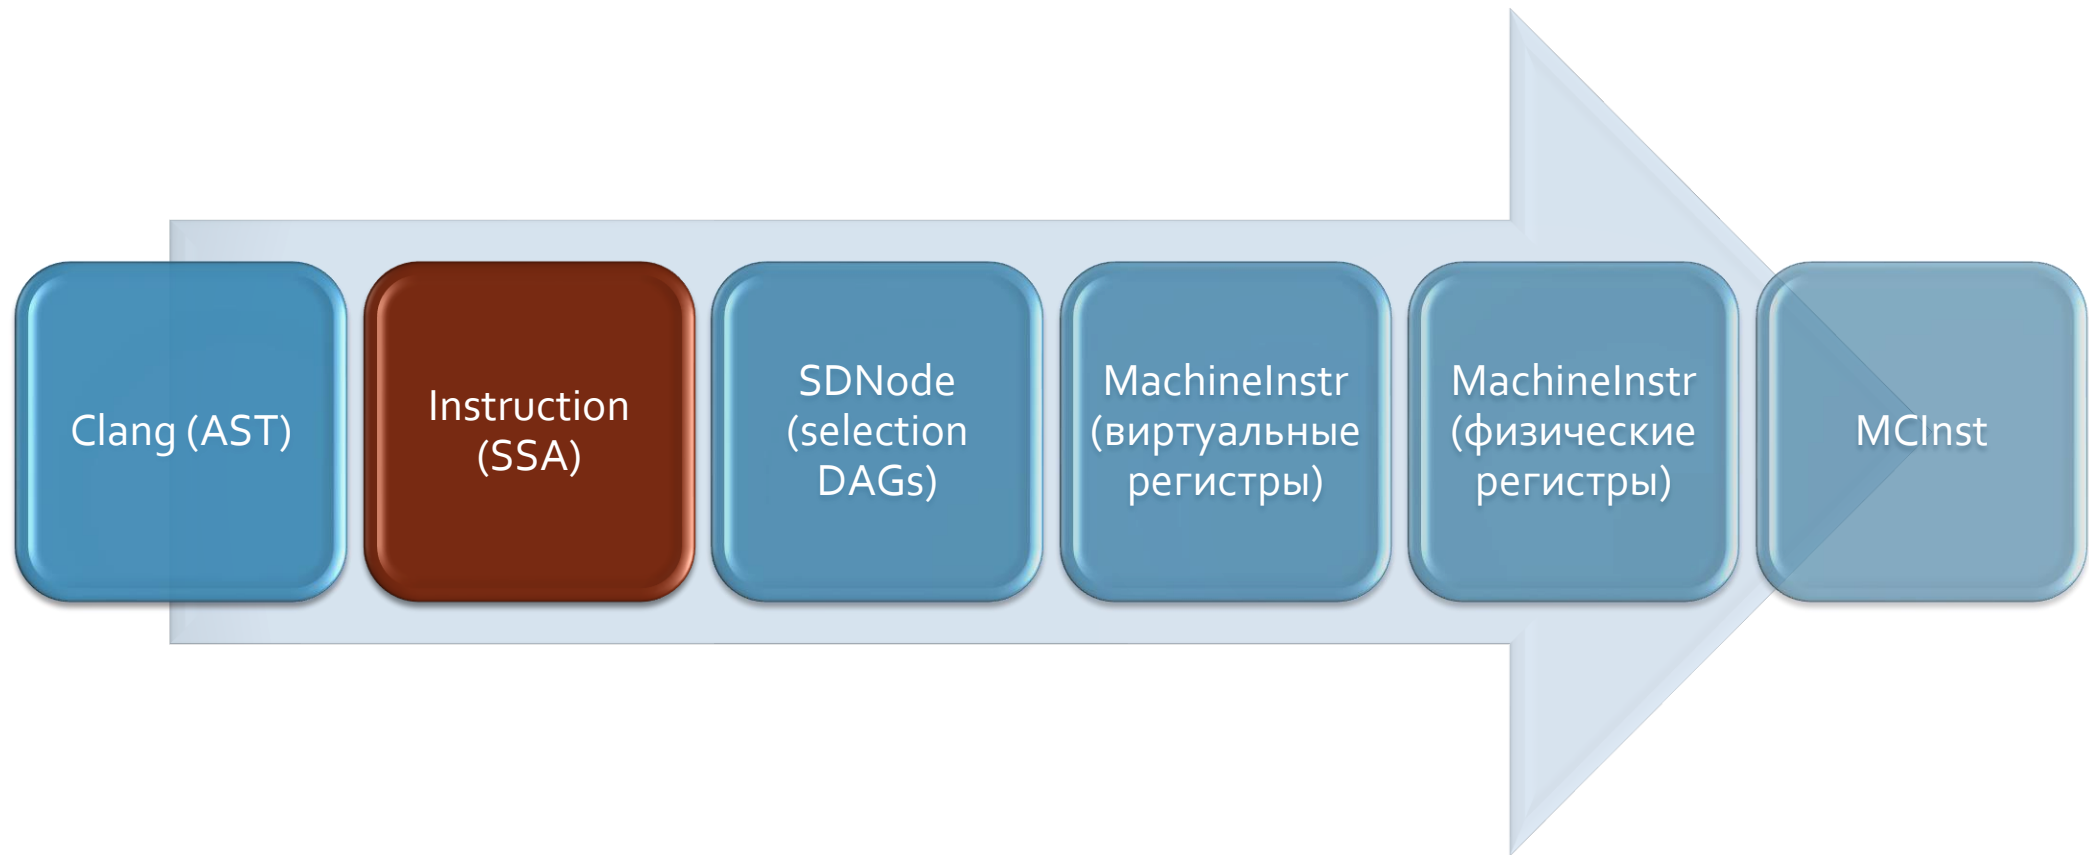 Clang (AST)
Instruction
(SSA)
SDNode
(selection
DAGs)
MachineInstr
(виртуальные
регистры)
MachineInstr
(физические
регистры)
MCInst